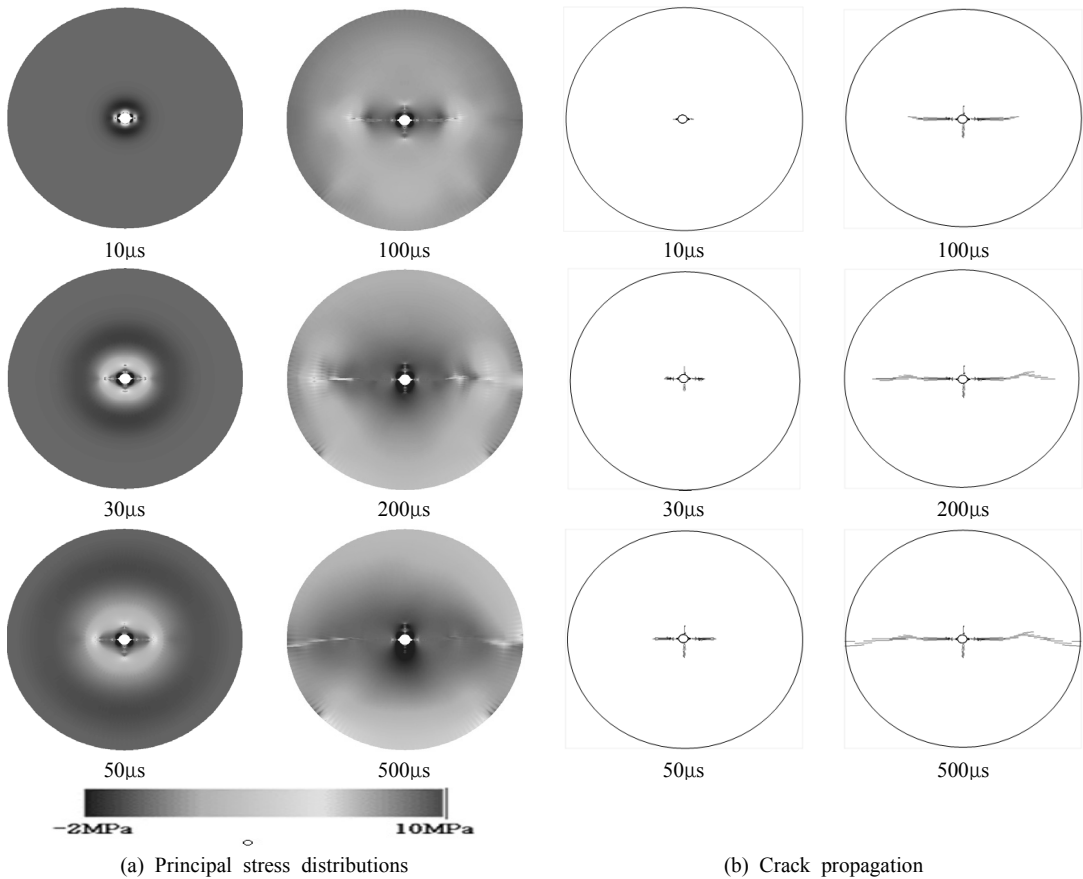 10μs
100μs
10μs
100μs
30μs
200μs
30μs
200μs
50μs
500μs
50μs
500μs
-2MPa
10MPa
(a) Principal stress distributions
(b) Crack propagation